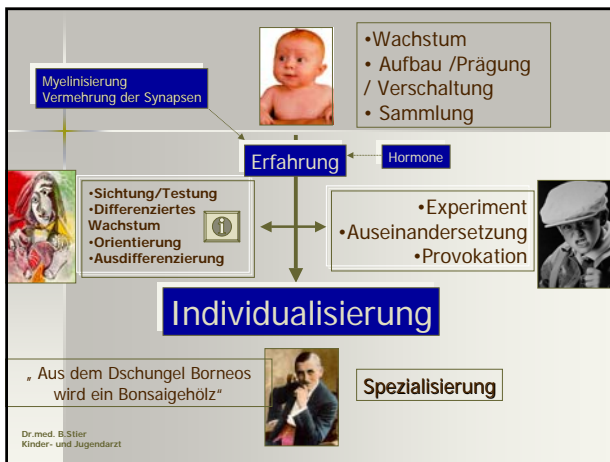 •Wachstum
• Aufbau /Prägung
/ Verschaltung
• Sammlung
Myelinisierung
Vermehrung der Synapsen
Erfahrung
Hormone
•Sichtung/Testung
•Differenziertes
Wachstum
•Orientierung
•Ausdifferenzierung
•Experiment
•Auseinandersetzung
•Provokation
Individualisierung
„ Aus dem Dschungel Borneos
wird ein Bonsaigehölz“
Spezialisierung
Dr.med. B.Stier
Kinder- und Jugendarzt